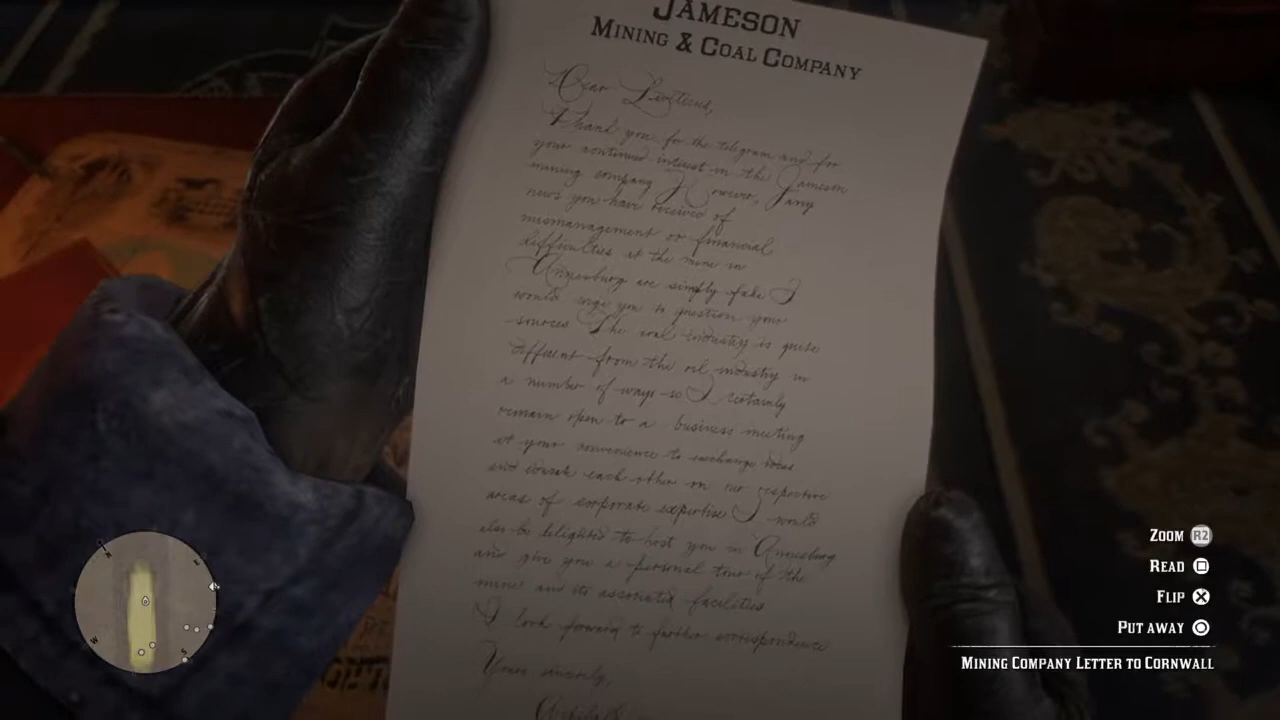 JAMESON
MINING & COAL COMPANY
Dear Leviticus,
Thank you for the telegram and for
your continued interest in the Jameson
mining company However, any
news you have received of
mismanagement or financial
difficulties at the mine in
Annesburg are simply fake I
would urge you to question your
sources The coal industry is quite
different from the oil industry in
a number of ways so I certainly
remain open to a business meeting
at your convenience to exchange ideas
and consult each other on our respective
areas of corporate expertise I would
also be delighted to host you in Annesburg
and give you a personal tour of the
mine and its associated facilities
I look forward to further correspondence
Yours sincerely,
ZOOM R2
READ
FLIP
PUT AWAY
MINING COMPANY LETTER TO CORNWALL
W
S